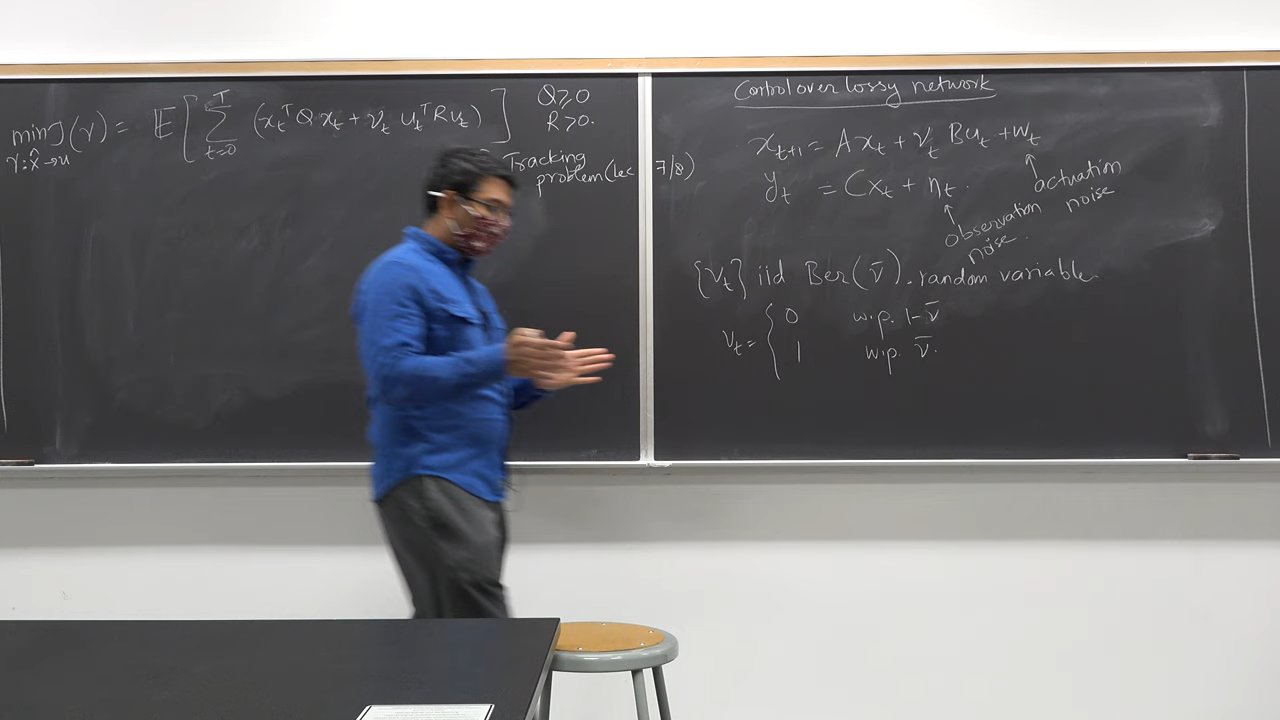 min J(γ) = E[ T Σ t=0 (x_t^T Q x_t + ν_t u_t^T R u_t) ]
γ: x̂ → u
Q ≥ 0
R > 0.
Tracking
problem (lec 7/8)
Control over lossy network
x_{t+1} = A x_t + ν_t B u_t + w_t
y_t = C x_t + η_t.
actuation
noise
observation
noise.
{ν_t} iid Ber(ν̄). random variable
ν_t = { 0 w.p. 1-ν̄
1 w.p. ν̄.